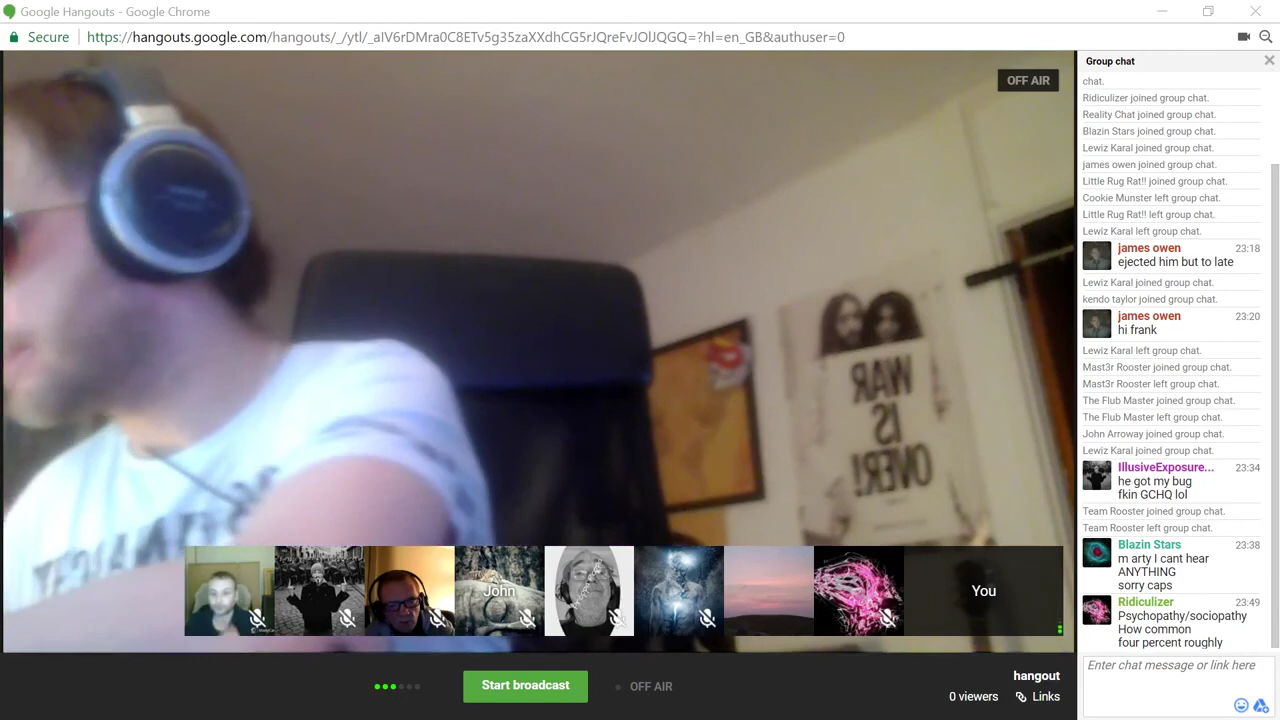 Google Hangouts - Google Chrome
Secure
https://hangouts.google.com/hangouts/_/ytl/_aIV6rDMra0C8ETv5g35zaXXdhCG5rJQreFvJOlJQGQ=?hl=en_GB&authuser=0
OFF AIR
WAR
IS
OVER!
John
You
Start broadcast
OFF AIR
hangout
0 viewers
Links
Group chat
chat.
Ridiculizer joined group chat.
Reality Chat joined group chat.
Blazin Stars joined group chat.
Lewiz Karal joined group chat.
james owen joined group chat.
Little Rug Rat!! joined group chat.
Cookie Munster left group chat.
Little Rug Rat!! left group chat.
Lewiz Karal left group chat.
james owen 23:18
ejected him but to late
Lewiz Karal joined group chat.
kendo taylor joined group chat.
james owen 23:20
hi frank
Lewiz Karal left group chat.
Mast3r Rooster joined group chat.
Mast3r Rooster left group chat.
The Flub Master joined group chat.
The Flub Master left group chat.
John Arroway joined group chat.
Lewiz Karal joined group chat.
IllusiveExposure... 23:34
he got my bug
fkin GCHQ lol
Team Rooster joined group chat.
Team Rooster left group chat.
Blazin Stars 23:38
m arty I cant hear
ANYTHING
sorry caps
Ridiculizer 23:49
Psychopathy/sociopathy
How common
four percent roughly
Enter chat message or link here